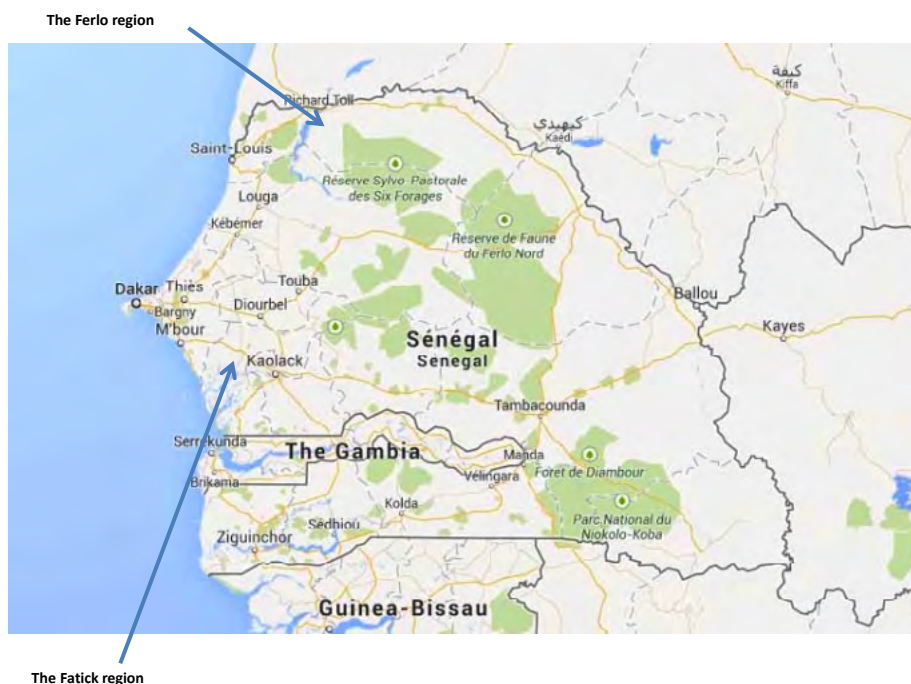 The Ferlo region
كيفة
Kiffa
Richard Toll
كيهيدي
Kaédi
Saint-Louis
Réserve Sylvo-Pastorale
des Six Forages
Louga
Kébémer
Réserve de Faune
du Ferlo Nord
Touba
Dakar
Thiès
Diourbel
Bargny
M'bour
Ballou
Kayes
Sénégal
Senegal
Kaolack
Tambacounda
Serrekunda
The Gambia
Manda
Foret de Diambour
Brikama
Vélingara
Kolda
Parc National du
Niokolo-Koba
Sédhiou
Ziguinchor
Guinea-Bissau
The Fatick region